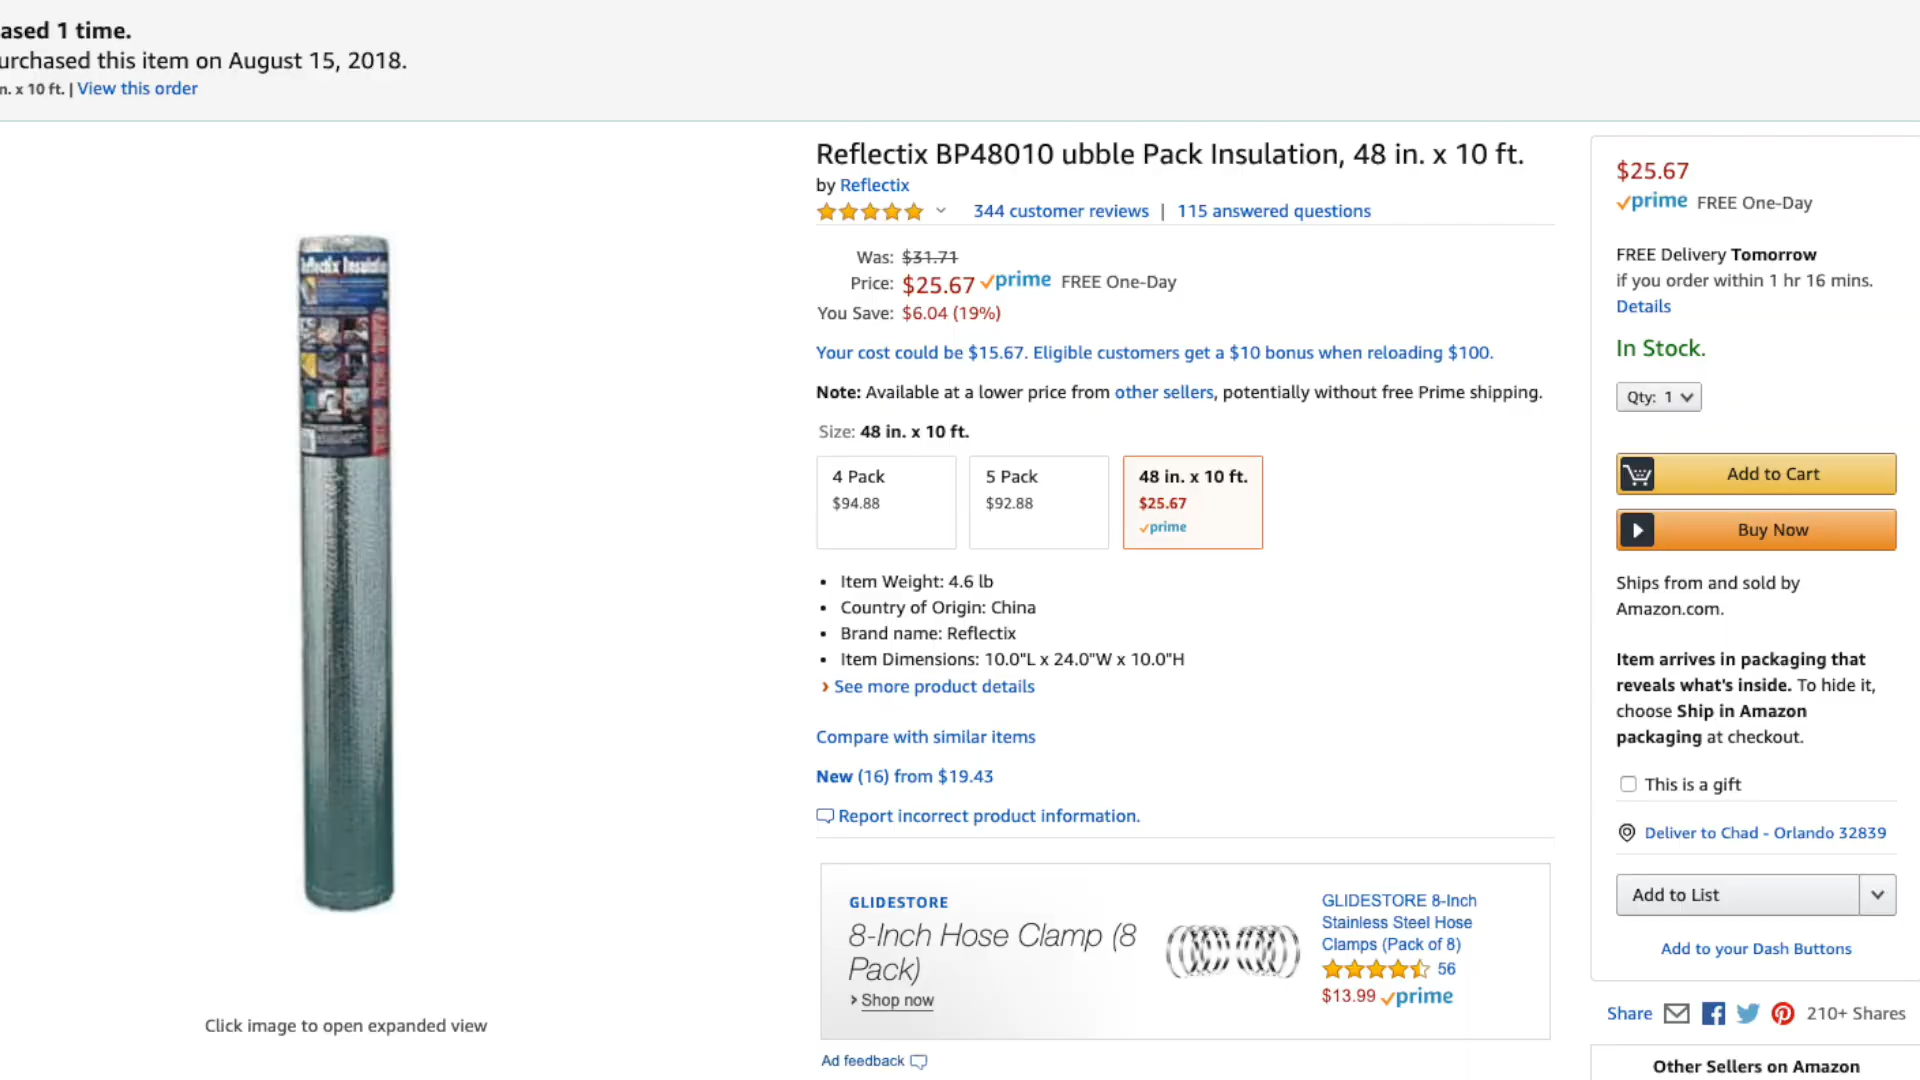 ased 1 time.
urchased this item on August 15, 2018.
n. x 10 ft. | View this order
Reflectix BP48010 ubble Pack Insulation, 48 in. x 10 ft.
by Reflectix
344 customer reviews | 115 answered questions
Was: $31.71
Price: $25.67 prime FREE One-Day
You Save: $6.04 (19%)
Your cost could be $15.67. Eligible customers get a $10 bonus when reloading $100.
Note: Available at a lower price from other sellers, potentially without free Prime shipping.
Size: 48 in. x 10 ft.
4 Pack
$94.88
5 Pack
$92.88
48 in. x 10 ft.
$25.67
prime
• Item Weight: 4.6 lb
• Country of Origin: China
• Brand name: Reflectix
• Item Dimensions: 10.0"L x 24.0"W x 10.0"H
› See more product details
Compare with similar items
New (16) from $19.43
Report incorrect product information.
GLIDESTORE
8-Inch Hose Clamp (8
Pack)
› Shop now
GLIDESTORE 8-Inch
Stainless Steel Hose
Clamps (Pack of 8)
56
$13.99 prime
Ad feedback
Reflectix Insulation
Click image to open expanded view
$25.67
prime FREE One-Day
FREE Delivery Tomorrow
if you order within 1 hr 16 mins.
Details
In Stock.
Qty: 1
Add to Cart
Buy Now
Ships from and sold by
Amazon.com.
Item arrives in packaging that
reveals what's inside. To hide it,
choose Ship in Amazon
packaging at checkout.
This is a gift
Deliver to Chad - Orlando 32839
Add to List
Add to your Dash Buttons
Share 210+ Shares
Other Sellers on Amazon